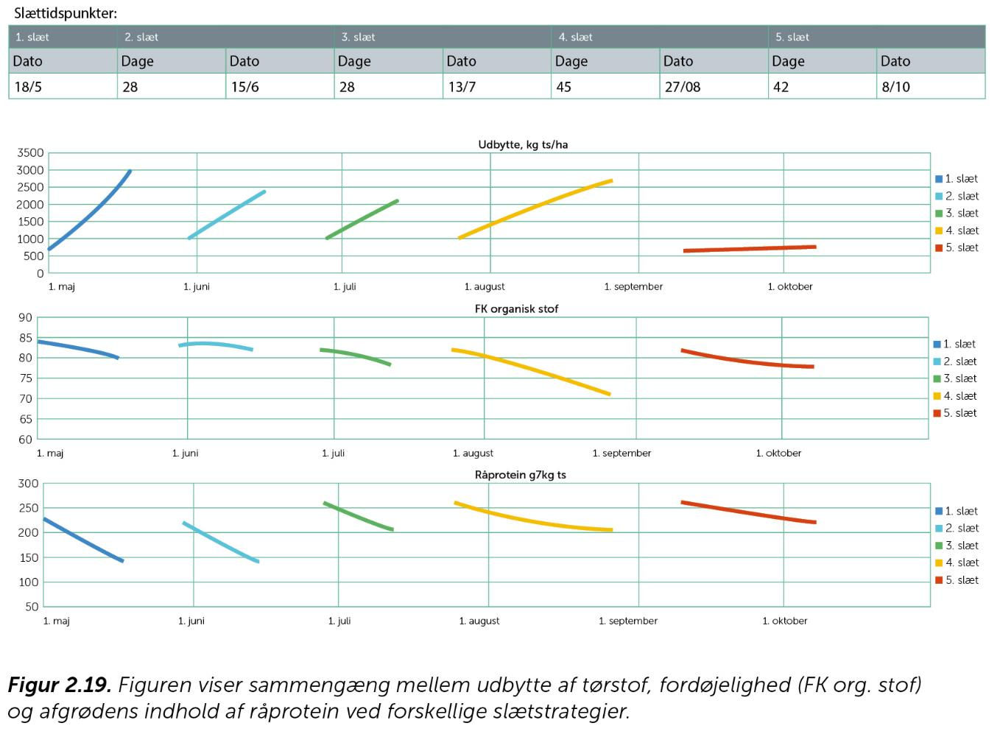 Slættidspunkter:
1. slæt 2. slæt 3. slæt 4. slæt 5. slæt
Dato Dage Dato Dage Dato Dage Dato Dage Dato
18/5 28 15/6 28 13/7 45 27/08 42 8/10
Udbytte, kg ts/ha
3500
3000
2500
2000
1500
1000
500
0
1. maj 1. juni 1. juli 1. august 1. september 1. oktober
1. slæt
2. slæt
3. slæt
4. slæt
5. slæt
FK organisk stof
90
85
80
75
70
65
60
1. maj 1. juni 1. juli 1. august 1. september 1. oktober
1. slæt
2. slæt
3. slæt
4. slæt
5. slæt
Råprotein g7kg ts
300
250
200
150
100
50
1. maj 1. juni 1. juli 1. august 1. september 1. oktober
1. slæt
2. slæt
3. slæt
4. slæt
5. slæt
Figur 2.19. Figuren viser sammengæng mellem udbytte af tørstof, fordøjelighed (FK org. stof)
og afgrødens indhold af råprotein ved forskellige slætstrategier.